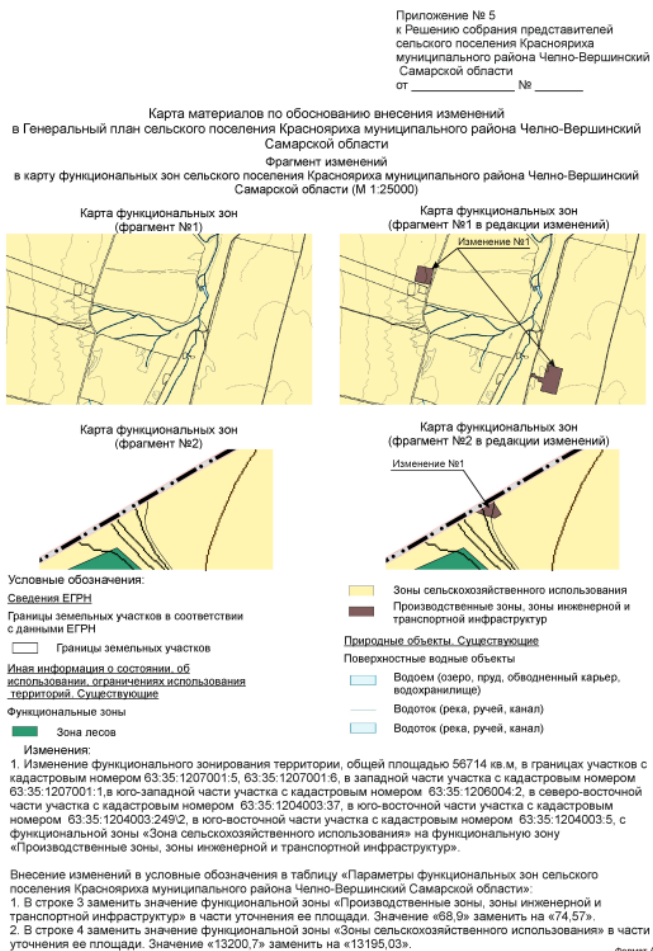 Приложение № 5
к Решению собрания представителей
сельского поселения Краснояриха
муниципального района Челно-Вершинский
Самарской области
от _______________ № _______
Карта материалов по обоснованию внесения изменений
в Генеральный план сельского поселения Краснояриха муниципального района Челно-Вершинский
Самарской области
Фрагмент изменений
в карту функциональных зон сельского поселения Краснояриха муниципального района Челно-Вершинский
Самарской области (М 1:25000)
Карта функциональных зон
(фрагмент №1)
Карта функциональных зон
(фрагмент №1 в редакции изменений)
Изменение №1
Карта функциональных зон
(фрагмент №2)
Карта функциональных зон
(фрагмент №2 в редакции изменений)
Изменение №1
Условные обозначения:
Сведения ЕГРН
Границы земельных участков в соответствии
с данными ЕГРН
Границы земельных участков
Иная информация о состоянии, об
использовании, ограничениях использования
территорий. Существующие
Функциональные зоны
Зона лесов
Зоны сельскохозяйственного использования
Производственные зоны, зоны инженерной и
транспортной инфраструктур
Природные объекты. Существующие
Поверхностные водные объекты
Водоем (озеро, пруд, обводненный карьер,
водохранилище)
Водоток (река, ручей, канал)
Водоток (река, ручей, канал)
Изменения:
1. Изменение функционального зонирования территории, общей площадью 56714 кв.м, в границах участков с
кадастровым номером 63:35:1207001:5, 63:35:1207001:6, в западной части участка с кадастровым номером
63:35:1207001:1,в юго-западной части участка с кадастровым номером 63:35:1206004:2, в северо-восточной
части участка с кадастровым номером 63:35:1204003:37, в юго-восточной части участка с кадастровым
номером 63:35:1204003:249\2, в юго-восточной части участка с кадастровым номером 63:35:1204003:5, с
функциональной зоны «Зона сельскохозяйственного использования» на функциональную зону
«Производственные зоны, зоны инженерной и транспортной инфраструктур».
Внесение изменений в условные обозначения в таблицу «Параметры функциональных зон сельского
поселения Краснояриха муниципального района Челно-Вершинский Самарской области»:
1. В строке 3 заменить значение функциональной зоны «Производственные зоны, зоны инженерной и
транспортной инфраструктур» в части уточнения ее площади. Значение «68,9» заменить на «74,57».
2. В строке 4 заменить значение функциональной зоны «Зоны сельскохозяйственного использования» в части
уточнения ее площади. Значение «13200,7» заменить на «13195,03».